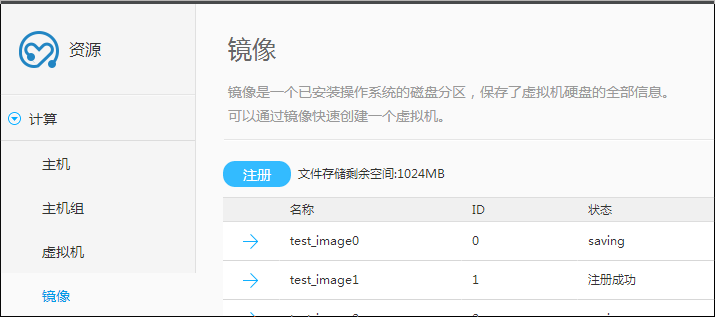 资源
计算
主机
主机组
虚拟机
镜像
镜像
镜像是一个已安装操作系统的磁盘分区，保存了虚拟机硬盘的全部信息。
可以通过镜像快速创建一个虚拟机。
注册 文件存储剩余空间:1024MB
名称 ID 状态
test_image0 0 saving
test_image1 1 注册成功